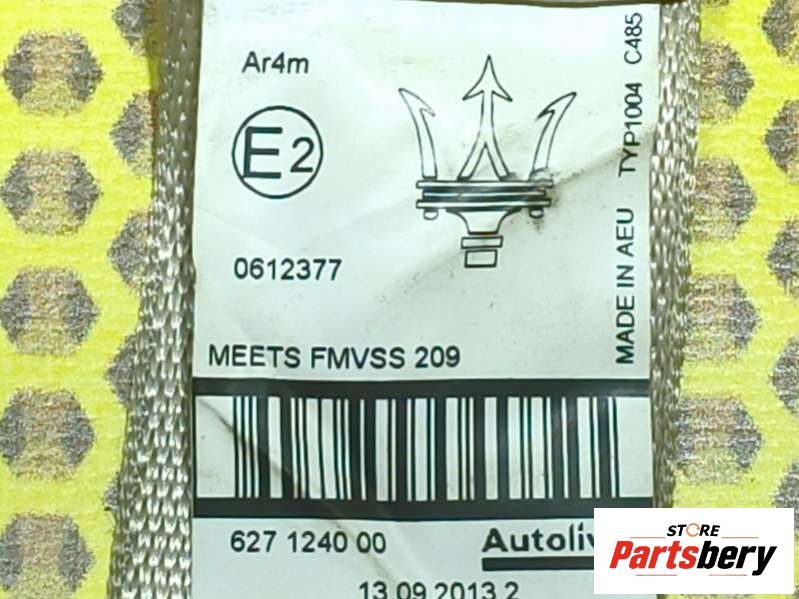 Ar4m
E2
0612377
MEETS FMVSS 209
MADE IN AEU TYP1004 C485
627 1240 00
Autoliv
13 09 2013 2
STORE
Partsbery